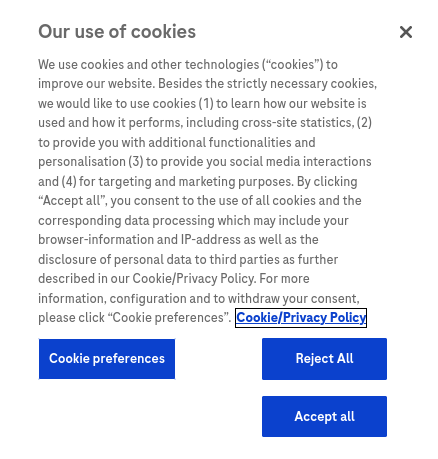 Our use of cookies
We use cookies and other technologies (“cookies”) to
improve our website. Besides the strictly necessary cookies,
we would like to use cookies (1) to learn how our website is
used and how it performs, including cross-site statistics, (2)
to provide you with additional functionalities and
personalisation (3) to provide you social media interactions
and (4) for targeting and marketing purposes. By clicking
“Accept all”, you consent to the use of all cookies and the
corresponding data processing which may include your
browser-information and IP-address as well as the
disclosure of personal data to third parties as further
described in our Cookie/Privacy Policy. For more
information, configuration and to withdraw your consent,
please click “Cookie preferences”. Cookie/Privacy Policy
Cookie preferences
Reject All
Accept all